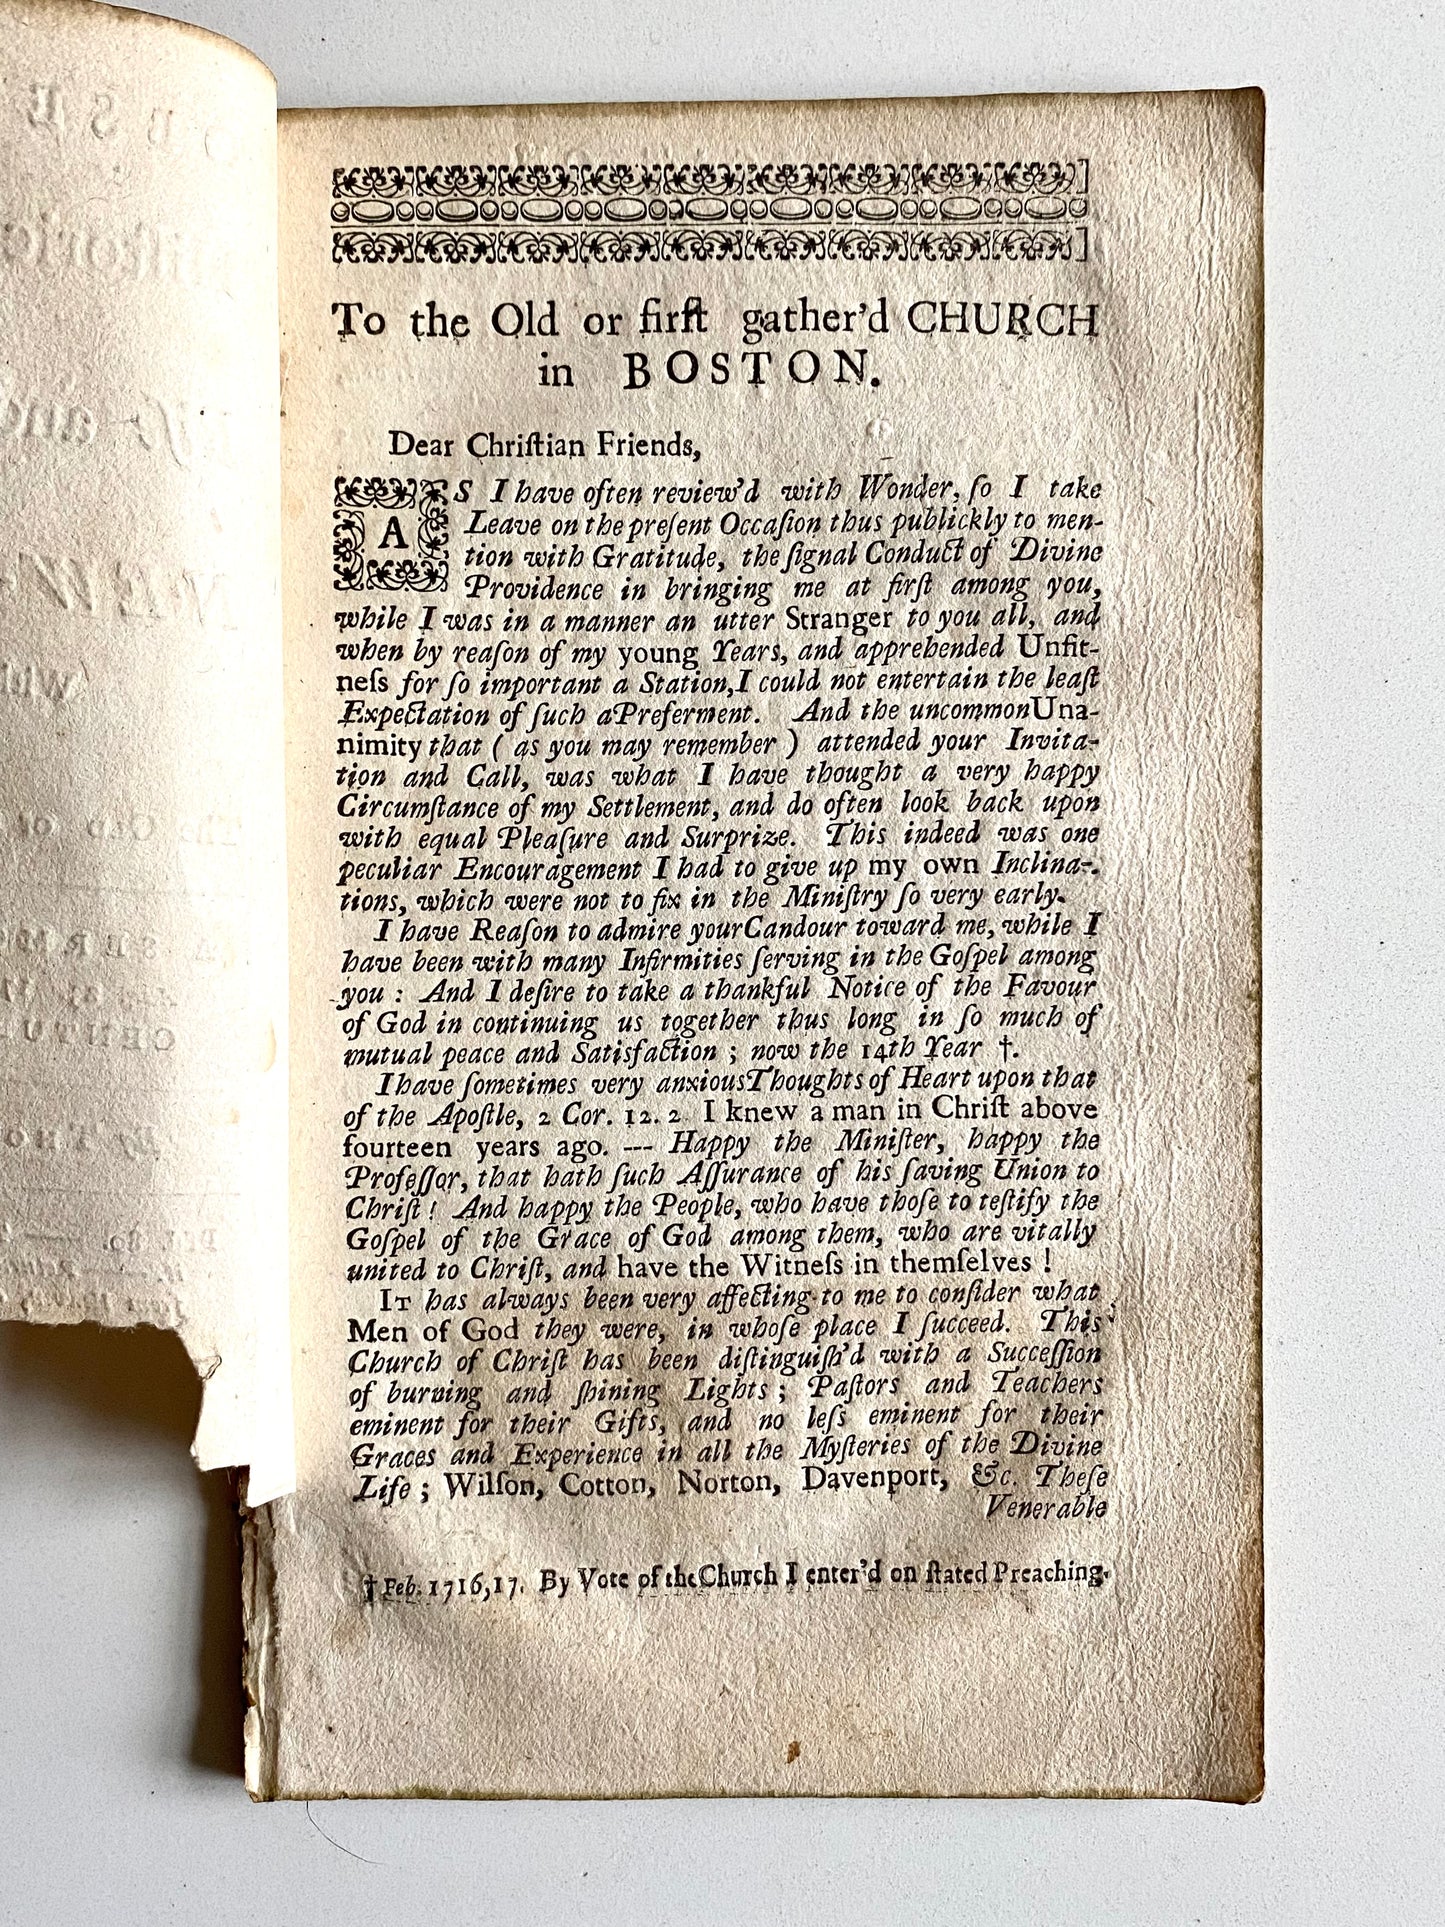 To the Old or firſt gather'd CHURCH
in BOSTON.
Dear Chriſtian Friends,
AS I have often review'd with Wonder, ſo I take
Leave on the preſent Occaſion thus publickly to men-
tion with Gratitude, the ſignal Conduct of Divine
Providence in bringing me at firſt among you,
while I was in a manner an utter Stranger to you all, and
when by reaſon of my young Years, and apprehended Unfit-
neſs for ſo important a Station, I could not entertain the leaſt
Expectation of ſuch a Preferment. And the uncommon Una-
nimity that ( as you may remember ) attended your Invita-
tion and Call, was what I have thought a very happy
Circumſtance of my Settlement, and do often look back upon
with equal Pleaſure and Surprize. This indeed was one
peculiar Encouragement I had to give up my own Inclina-
tions, which were not to fix in the Miniſtry ſo very early.
I have Reaſon to admire your Candour toward me, while I
have been with many Infirmities ſerving in the Goſpel among
you : And I deſire to take a thankful Notice of the Favour
of God in continuing us together thus long in ſo much of
mutual peace and Satisfaction ; now the 14th Year †.
I have ſometimes very anxious Thoughts of Heart upon that
of the Apoſtle, 2 Cor. 12. 2. I knew a man in Chriſt above
fourteen years ago. --- Happy the Miniſter, happy the
Profeſſor, that hath ſuch Aſſurance of his ſaving Union to
Chriſt ! And happy the People, who have thoſe to teſtify the
Goſpel of the Grace of God among them, who are vitally
united to Chriſt, and have the Witneſs in themſelves !
IT has always been very affecting to me to conſider what
Men of God they were, in whoſe place I ſucceed. This
Church of Chriſt has been diſtinguiſh'd with a Succeſſion
of burning and ſhining Lights ; Paſtors and Teachers
eminent for their Gifts, and no leſs eminent for their
Graces and Experience in all the Myſteries of the Divine
Life ; Wilſon, Cotton, Norton, Davenport, &c. Theſe
Venerable
† Feb. 1716,17. By Vote of the Church I enter'd on ſtated Preaching.